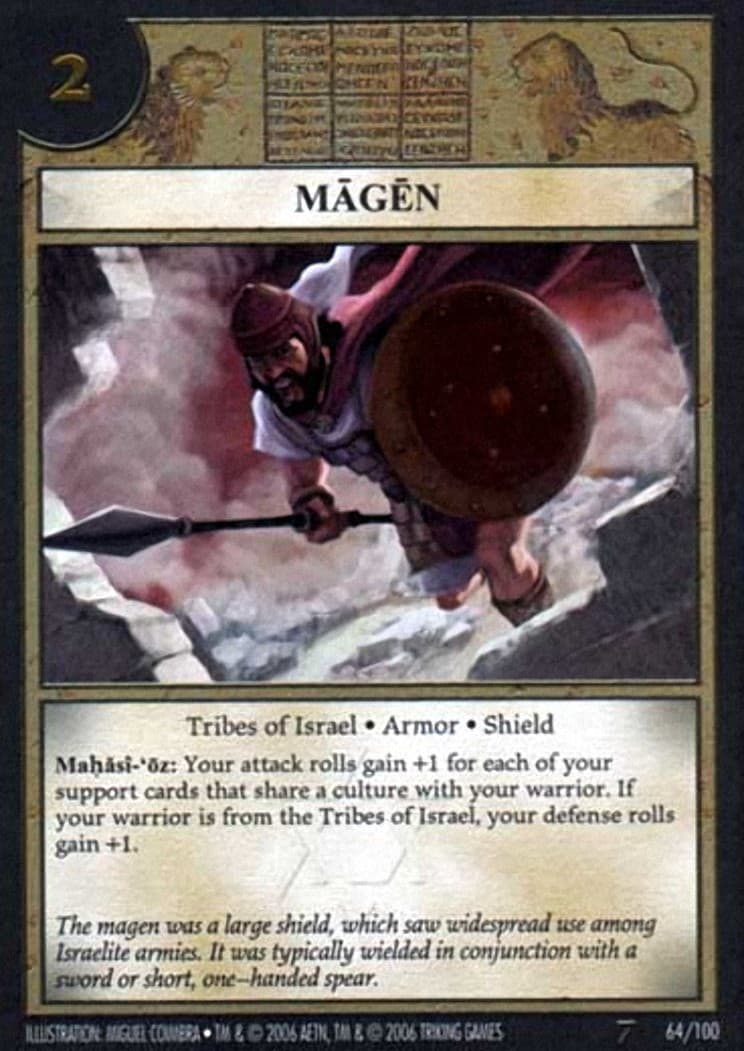 2
MĀGĒN
Tribes of Israel • Armor • Shield
Maḥăsî-‘ōz: Your attack rolls gain +1 for each of your
support cards that share a culture with your warrior. If
your warrior is from the Tribes of Israel, your defense rolls
gain +1.
The magen was a large shield, which saw widespread use among
Israelite armies. It was typically wielded in conjunction with a
sword or short, one-handed spear.
ILLUSTRATION: MIGUEL COIMBRA • TM & © 2006 AETN, TM & © 2006 TRIKING GAMES
64/100